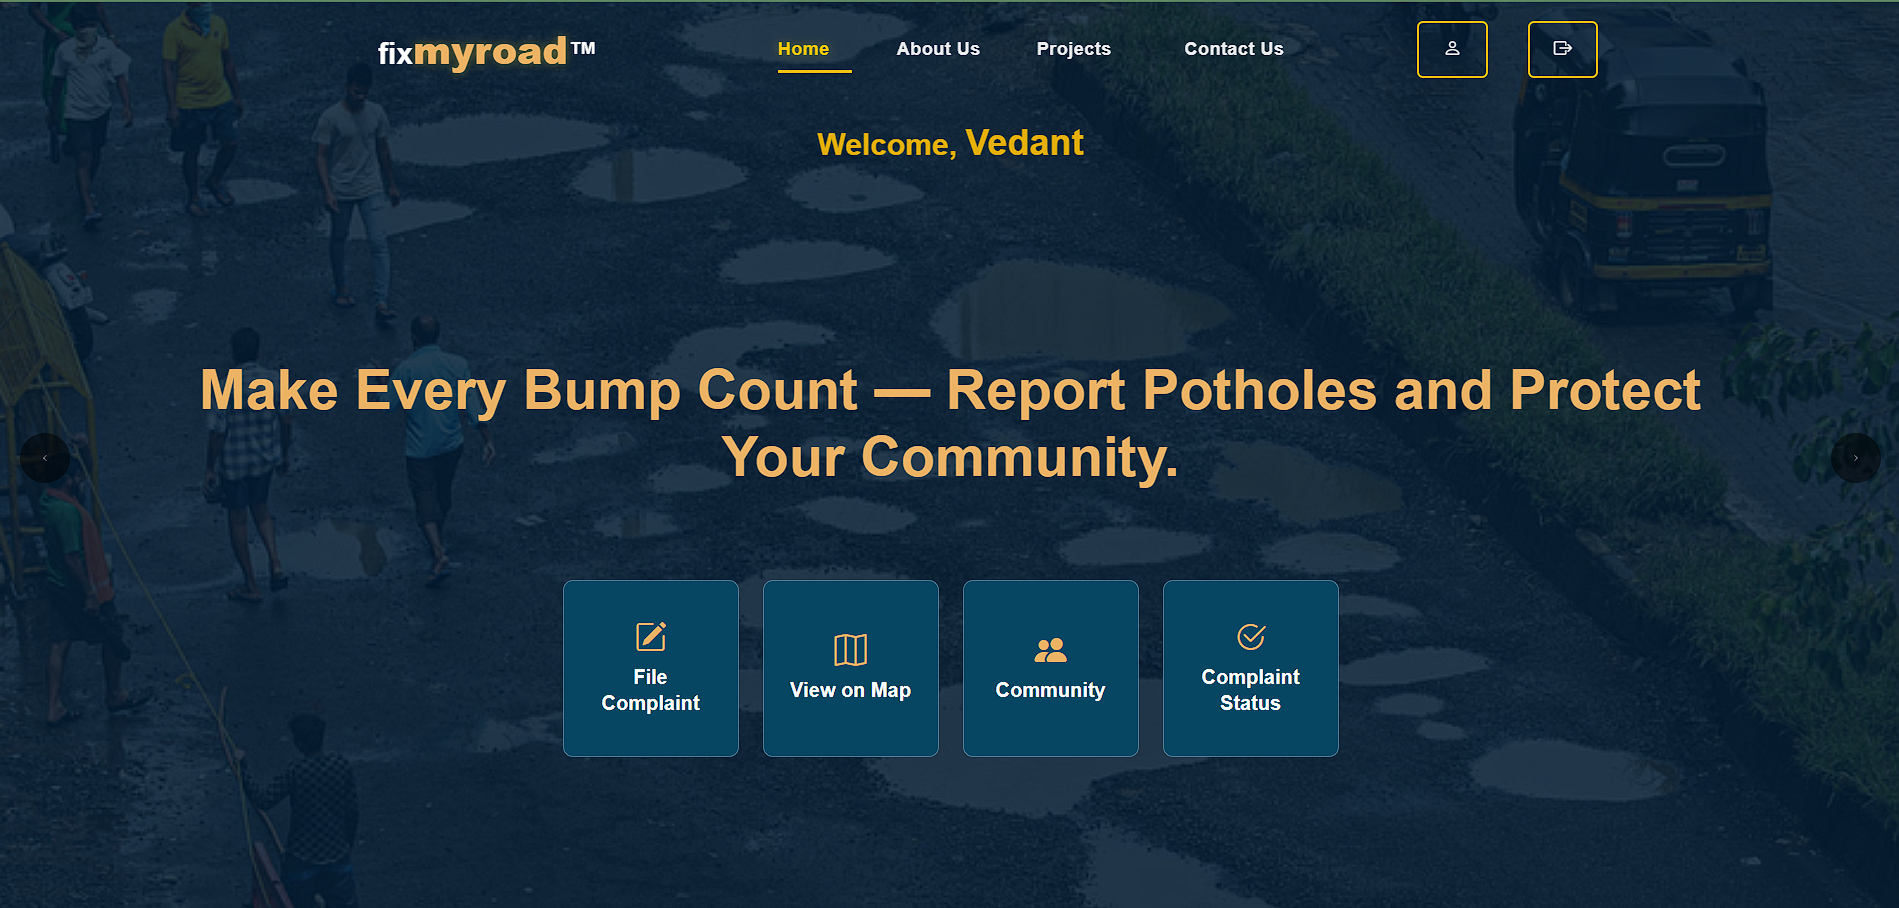 fixmyroad™
Home
About Us
Projects
Contact Us
Welcome, Vedant
Make Every Bump Count — Report Potholes and Protect
Your Community.
File
Complaint
View on Map
Community
Complaint
Status